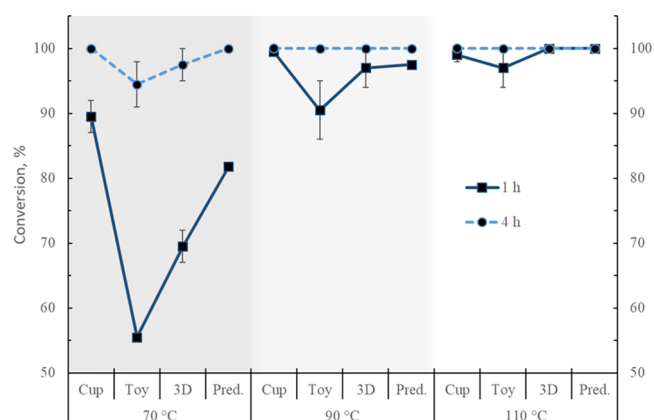 100 100
90 90
80 80
70 70
60 60
50 50
Conversion, %
1 h
4 h
Cup Toy 3D Pred. Cup Toy 3D Pred. Cup Toy 3D Pred.
70 °C 90 °C 110 °C